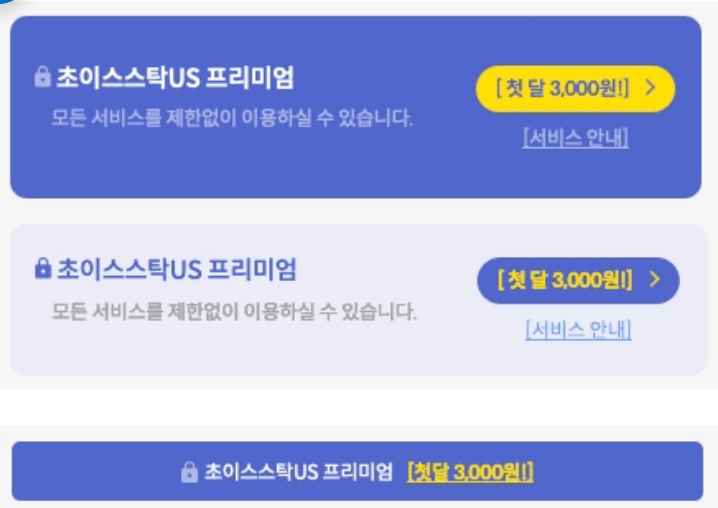 초이스스탁US 프리미엄
[첫 달 3,000원!] >
모든 서비스를 제한없이 이용하실 수 있습니다.
[서비스 안내]
초이스스탁US 프리미엄
[첫 달 3,000원!] >
모든 서비스를 제한없이 이용하실 수 있습니다.
[서비스 안내]
초이스스탁US 프리미엄 [첫달 3,000원!]